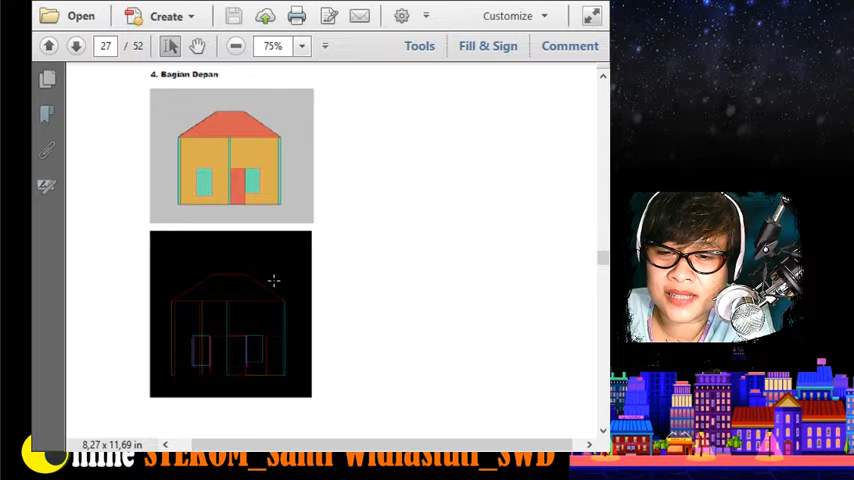 Open
Create
Customize
27 / 52
75%
Tools
Fill & Sign
Comment
4. Bagian Depan
8,27 x 11,69 in
STEKOM_Santi Widiastuti_SWD